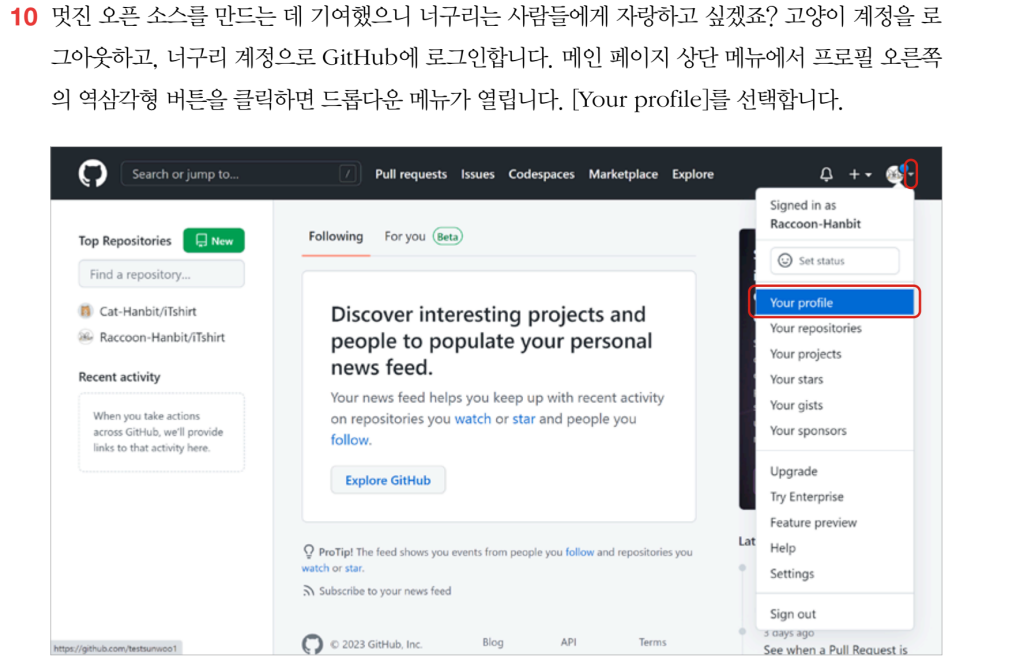 10 멋진 오픈 소스를 만드는 데 기여했으니 너구리는 사람들에게 자랑하고 싶겠죠? 고양이 계정을 로
그아웃하고, 너구리 계정으로 GitHub에 로그인합니다. 메인 페이지 상단 메뉴에서 프로필 오른쪽
의 역삼각형 버튼을 클릭하면 드롭다운 메뉴가 열립니다. [Your profile]를 선택합니다.
Search or jump to... / Pull requests Issues Codespaces Marketplace Explore
Top Repositories New
Find a repository...
Cat-Hanbit/iTshirt
Raccoon-Hanbit/iTshirt
Recent activity
When you take actions
across GitHub, we'll provide
links to that activity here.
Following For you Beta
Discover interesting projects and
people to populate your personal
news feed.
Your news feed helps you keep up with recent activity
on repositories you watch or star and people you
follow.
Explore GitHub
ProTip! The feed shows you events from people you follow and repositories you
watch or star.
Subscribe to your news feed
© 2023 GitHub, Inc. Blog API Terms
Signed in as
Raccoon-Hanbit
Set status
Your profile
Your repositories
Your projects
Your stars
Your gists
Your sponsors
Upgrade
Try Enterprise
Feature preview
Help
Settings
Sign out
Lat
3 days ago
See when a Pull Request is
https://github.com/testsunwoo1